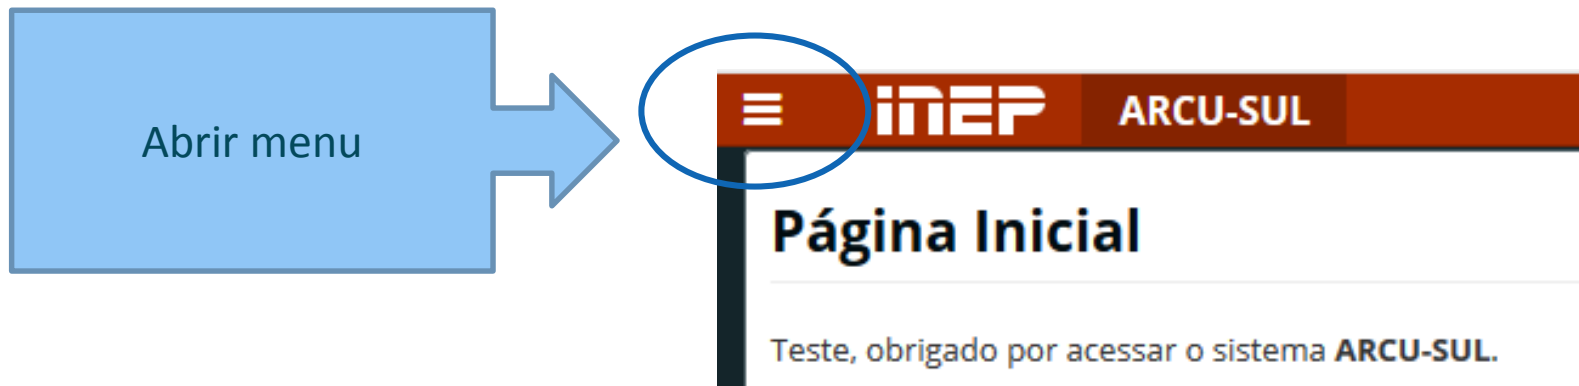 Abrir menu
inep ARCU-SUL
Página Inicial
Teste, obrigado por acessar o sistema ARCU-SUL.